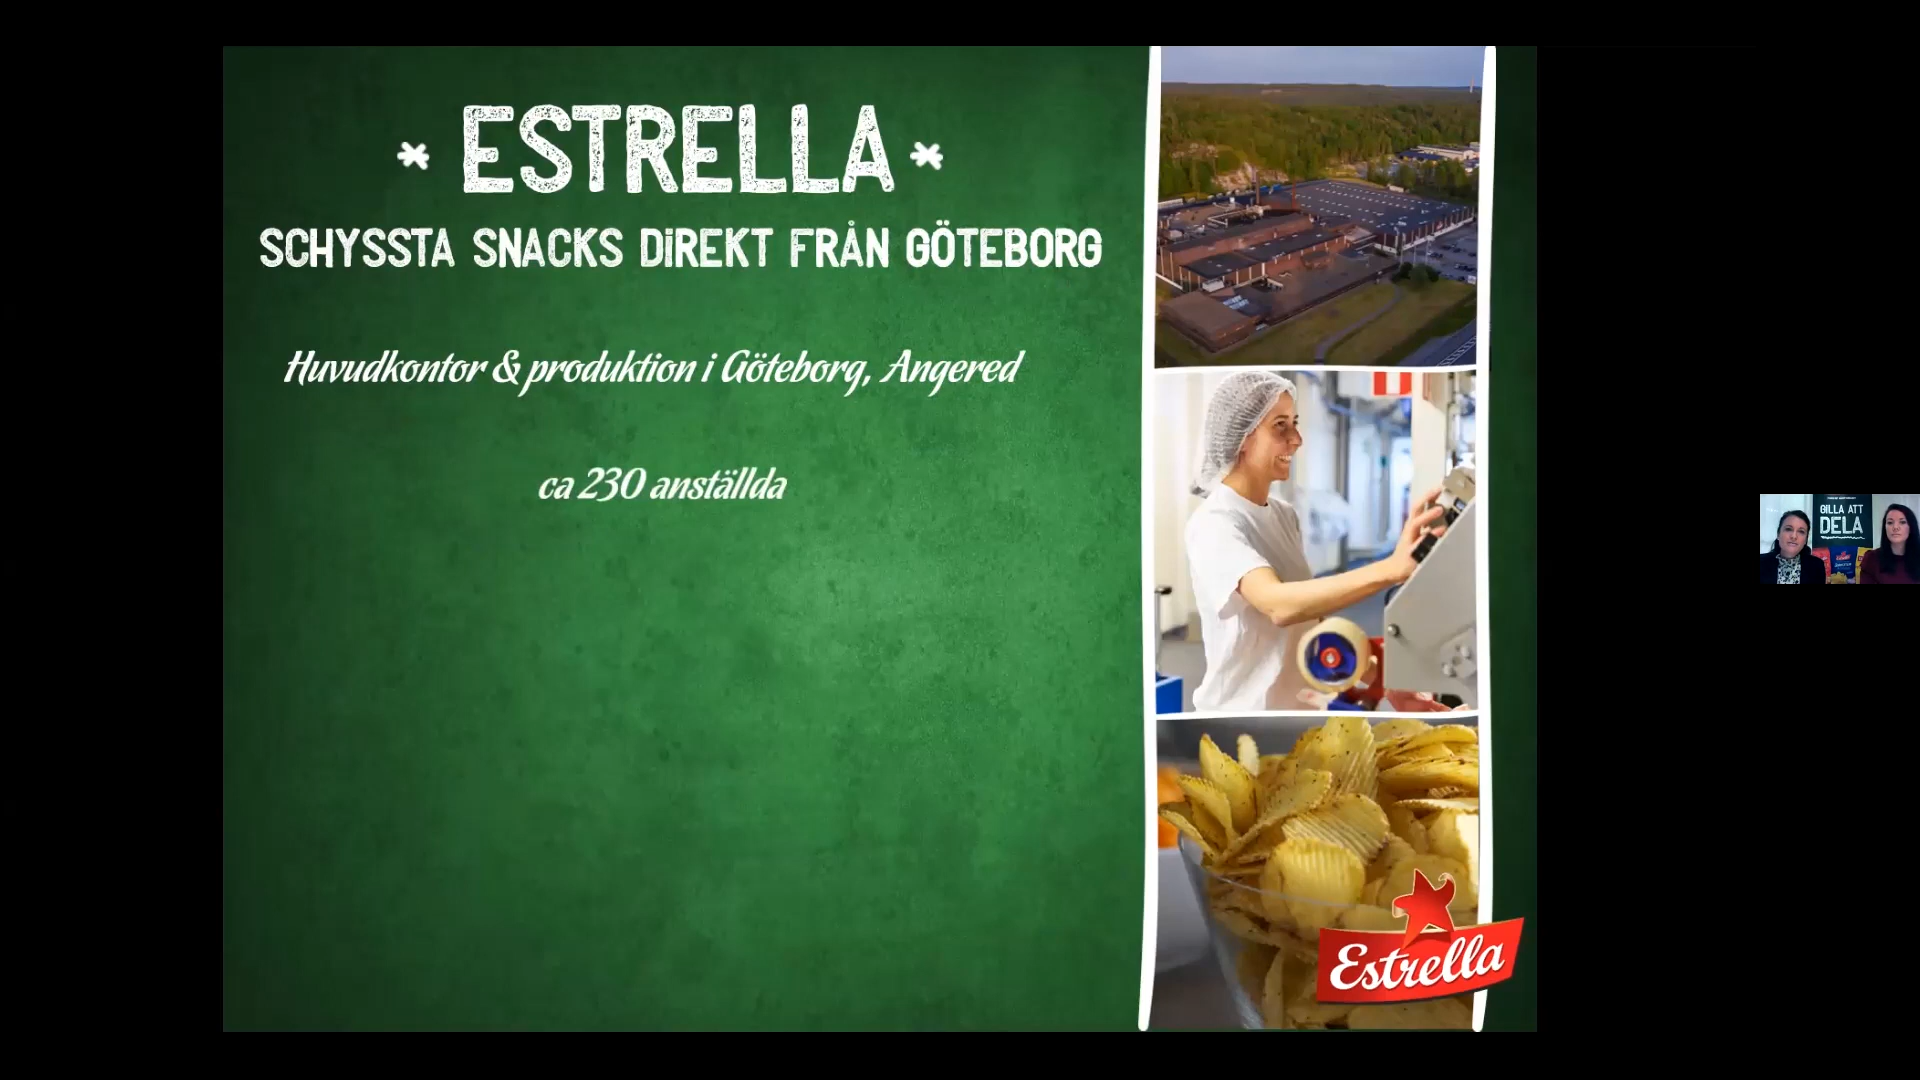 ESTRELLA
SCHYSSTA SNACKS DIREKT FRÅN GÖTEBORG
Huvudkontor & produktion i Göteborg, Angered
ca 230 anställda
Estrella
GILLA ATT
DELA